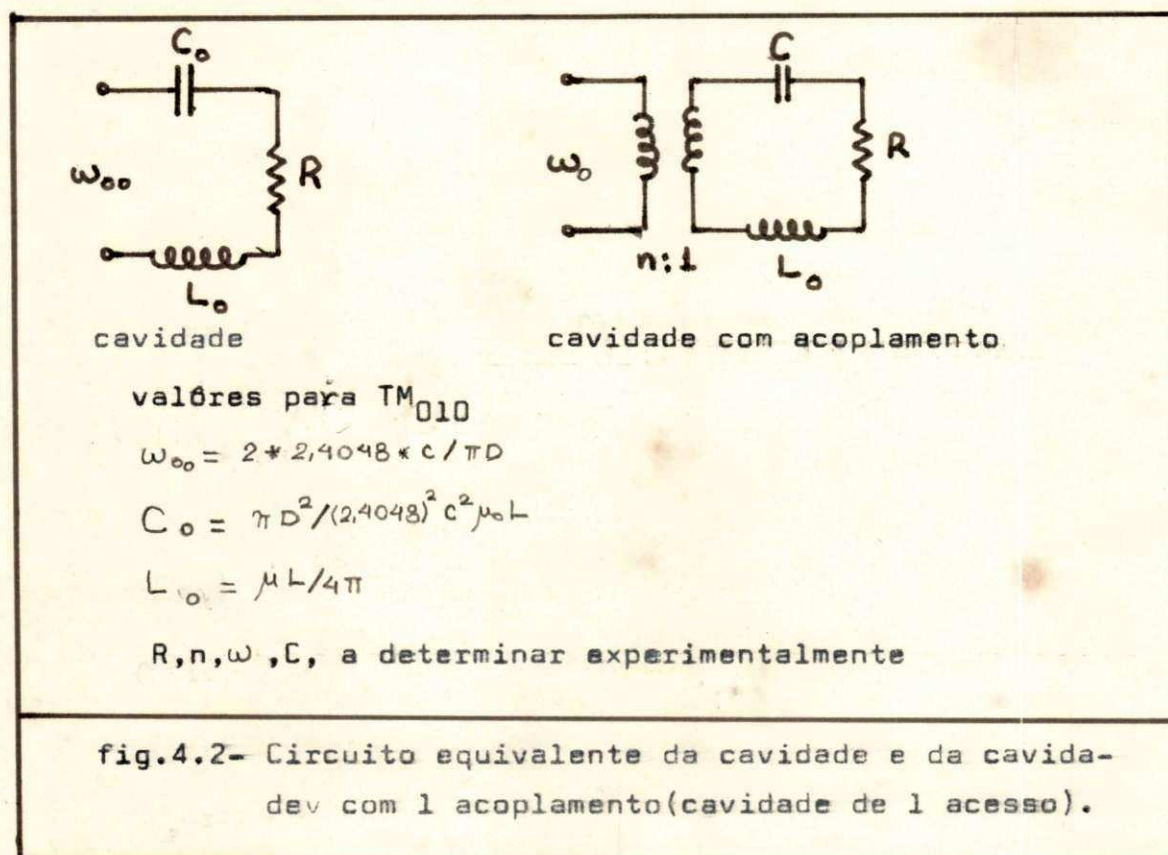 C₀
ω₀₀
R
L₀
cavidade
C
ω₀
R
n:1
L₀
cavidade com acoplamento
valôres para TM₀₁₀
ω₀₀ = 2 * 2,4048 * c / πD
C₀ = πD²/(2,4048)² c² μ₀ L
L₀ = μL/4π
R,n,ω ,C, a determinar experimentalmente
fig.4.2- Circuito equivalente da cavidade e da cavida-
dev com 1 acoplamento(cavidade de 1 acesso).